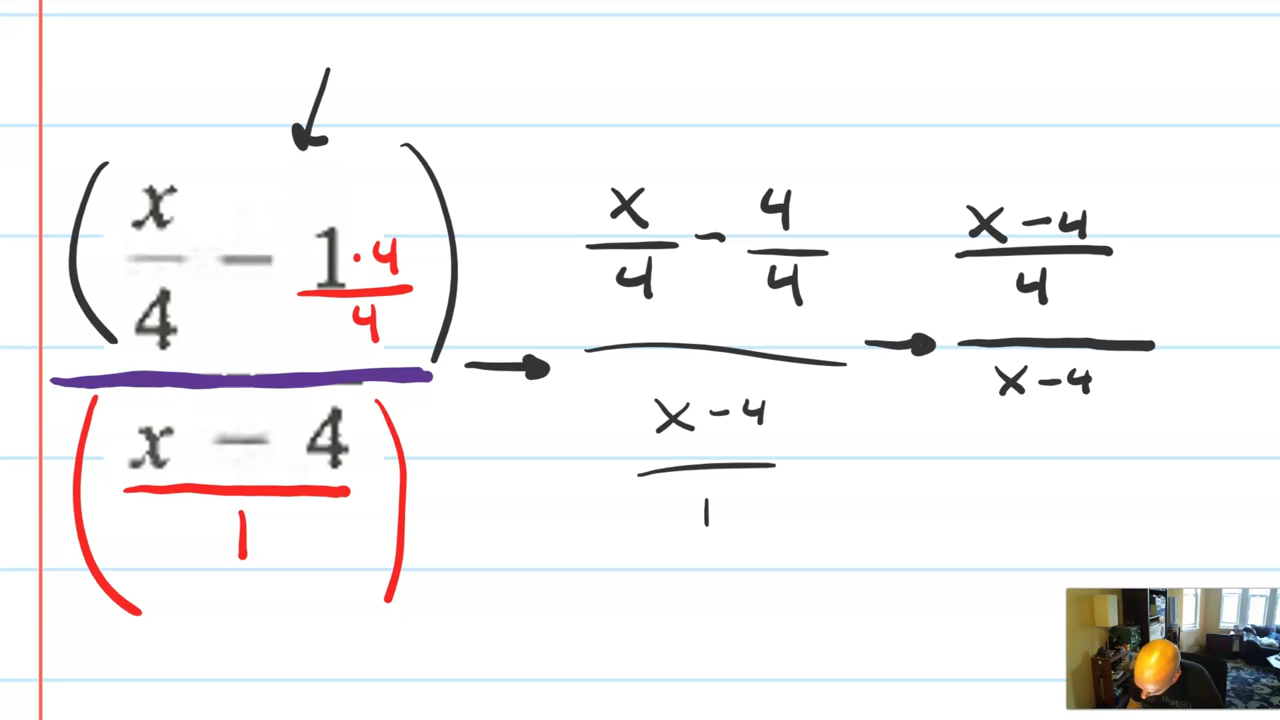 ( x/4 − 1·4/4 ) / ( x − 4/1 ) → x/4 − 4/4 / x − 4/1 → x − 4/4 / x − 4